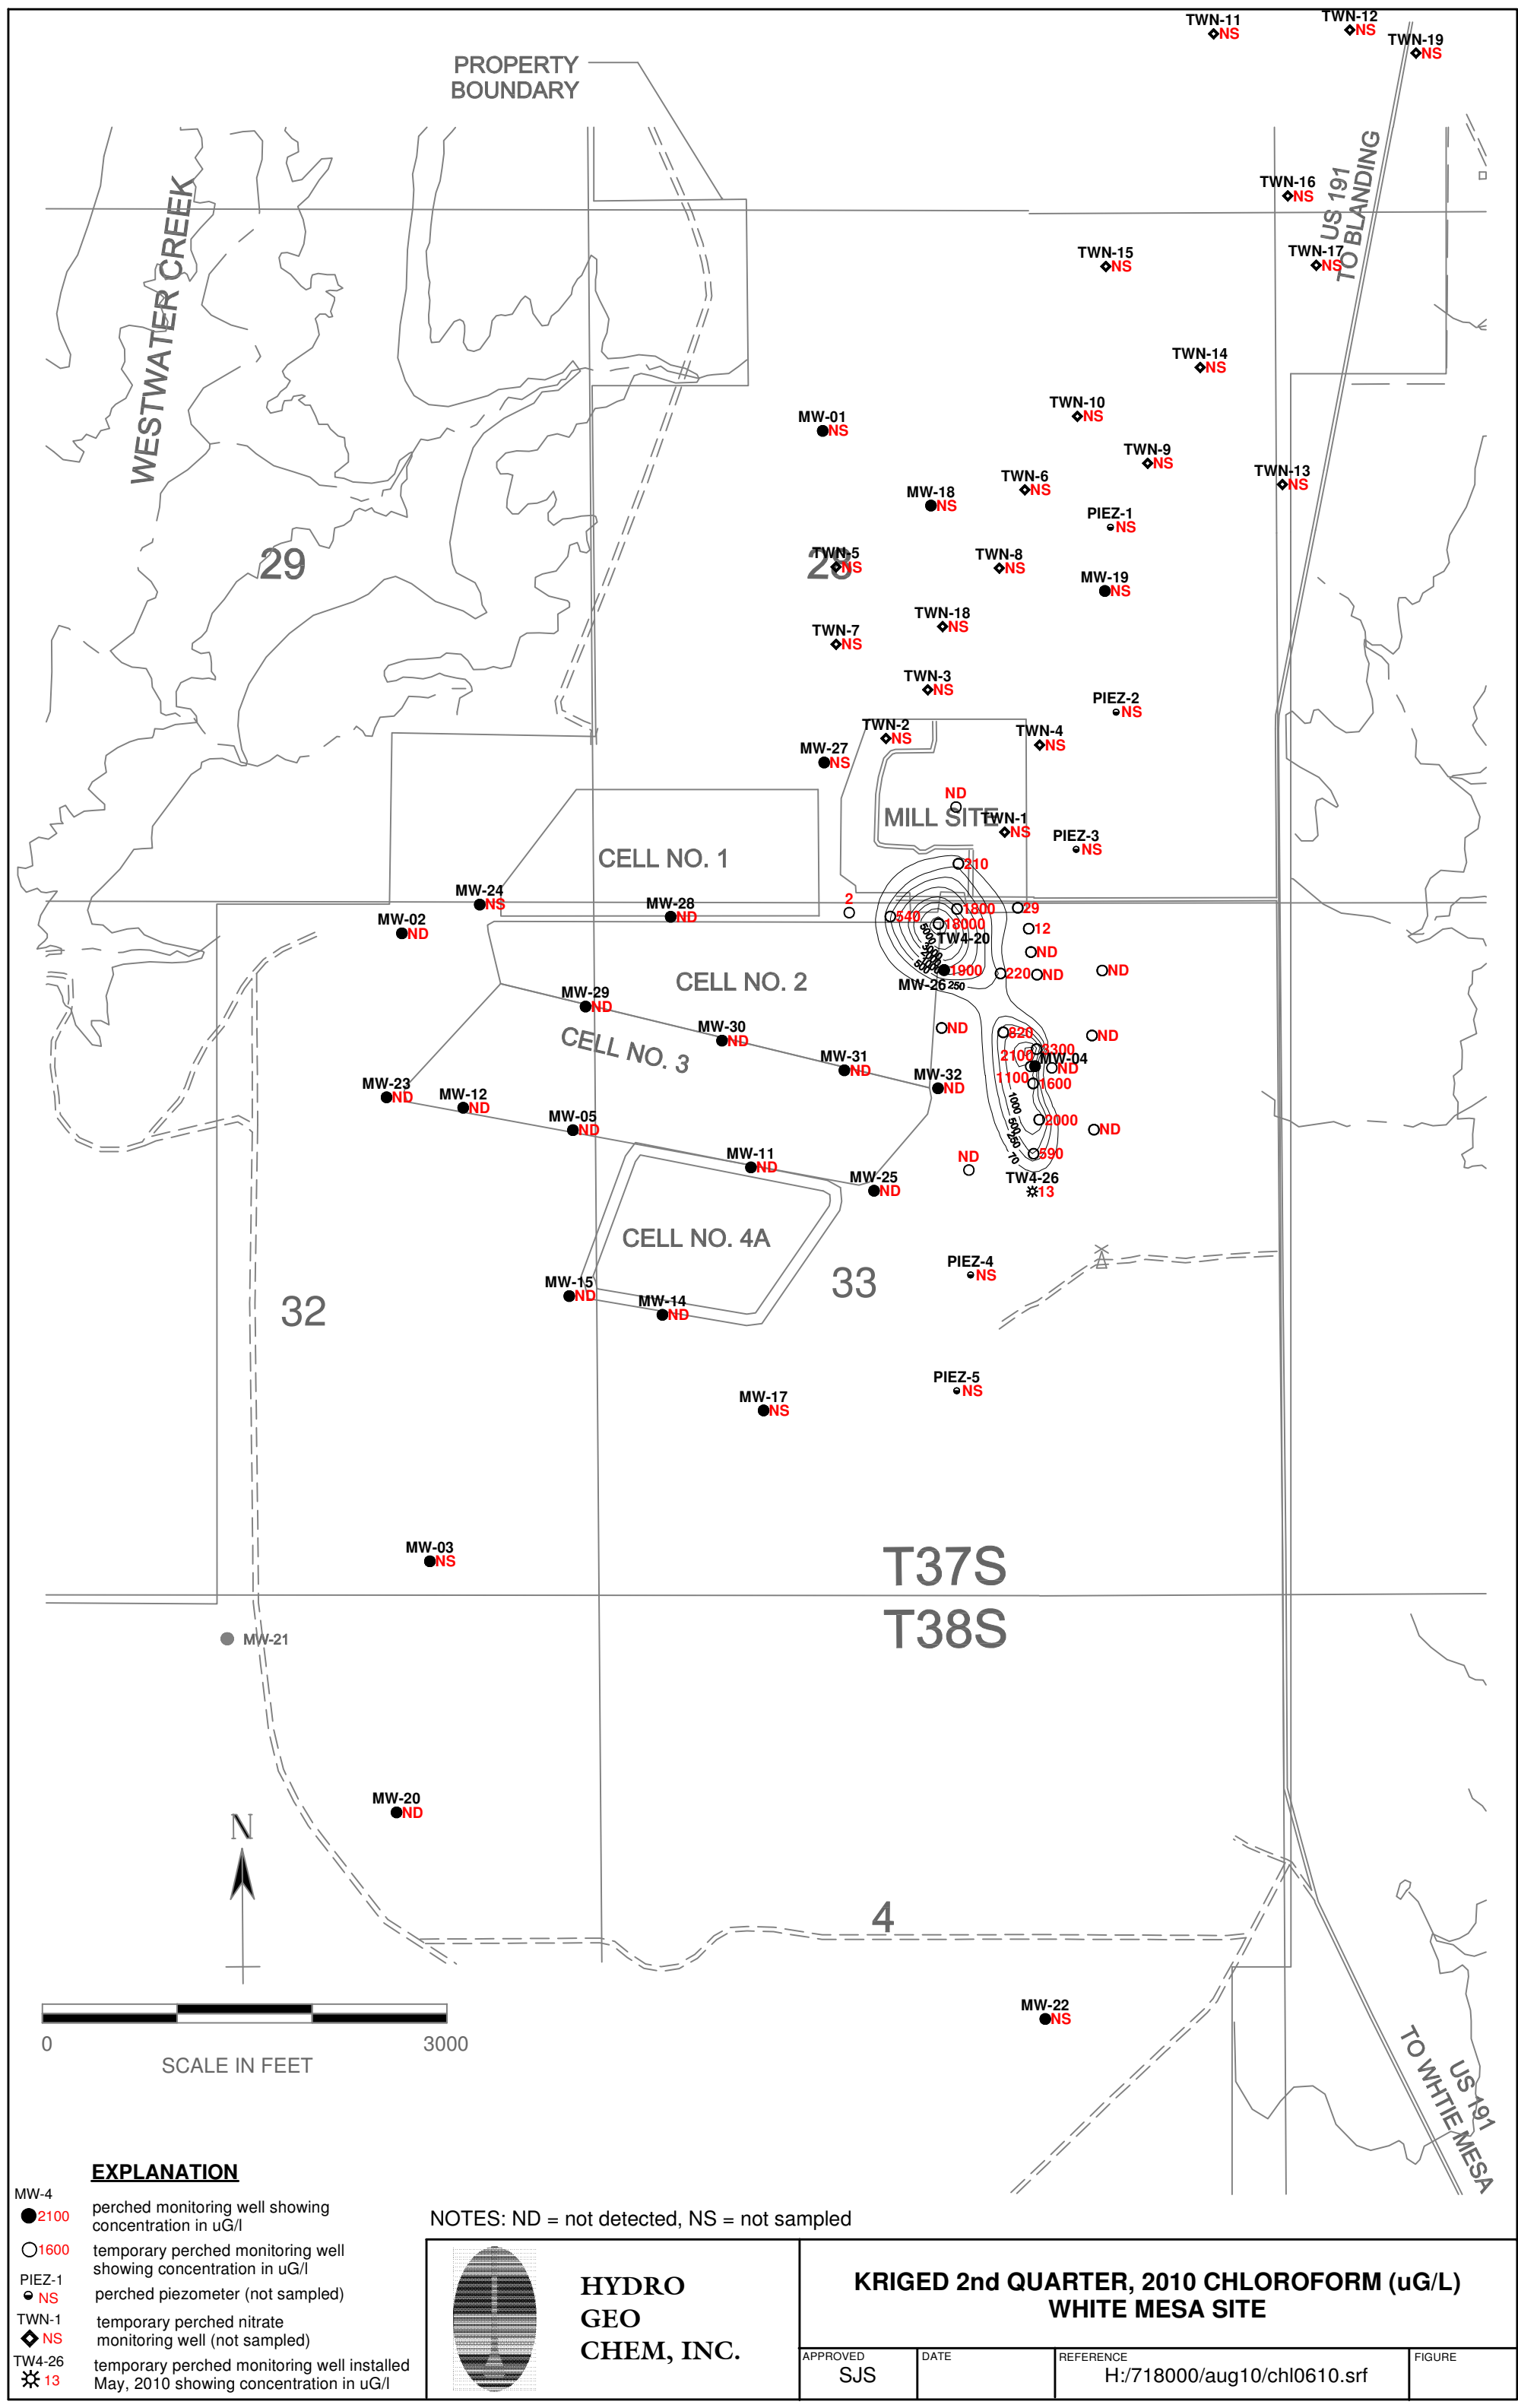 TWN-11
NS
TWN-12
NS
TWN-19
NS
PROPERTY
BOUNDARY
WESTWATER CREEK
US 191
TO BLANDING
TWN-16
NS
TWN-15
NS
TWN-17
NS
TWN-14
NS
TWN-10
NS
MW-01
NS
TWN-9
NS
TWN-13
NS
TWN-6
NS
MW-18
NS
PIEZ-1
NS
29
28
TWN-5
NS
TWN-8
NS
MW-19
NS
TWN-18
NS
TWN-7
NS
TWN-3
NS
PIEZ-2
NS
TWN-2
NS
TWN-4
NS
MW-27
NS
ND
MILL SITE
TWN-1
NS
PIEZ-3
NS
CELL NO. 1
210
MW-24
NS
MW-28
ND
2
540
1800
29
MW-02
ND
18000
12
TW4-20
5000
500
ND
1900
220
ND
ND
MW-26
250
CELL NO. 2
MW-29
ND
MW-30
ND
ND
820
ND
CELL NO. 3
3300
2100
MW-04
ND
MW-31
ND
MW-32
ND
1100
1600
MW-23
ND
MW-12
ND
1000
500
250
70
2000
MW-05
ND
ND
590
MW-11
ND
ND
MW-25
ND
TW4-26
13
CELL NO. 4A
PIEZ-4
NS
33
32
MW-15
ND
MW-14
ND
PIEZ-5
NS
MW-17
NS
MW-03
NS
T37S
T38S
MW-21
MW-20
ND
N
4
MW-22
NS
0
3000
SCALE IN FEET
US 191
TO WHTIE MESA
EXPLANATION
MW-4
2100
perched monitoring well showing
concentration in uG/l
1600
temporary perched monitoring well
showing concentration in uG/l
PIEZ-1
NS
perched piezometer (not sampled)
TWN-1
NS
temporary perched nitrate
monitoring well (not sampled)
TW4-26
13
temporary perched monitoring well installed
May, 2010 showing concentration in uG/l
NOTES: ND = not detected, NS = not sampled
HYDRO
GEO
CHEM, INC.
KRIGED 2nd QUARTER, 2010 CHLOROFORM (uG/L)
WHITE MESA SITE
APPROVED
SJS
DATE
REFERENCE
H:/718000/aug10/chl0610.srf
FIGURE